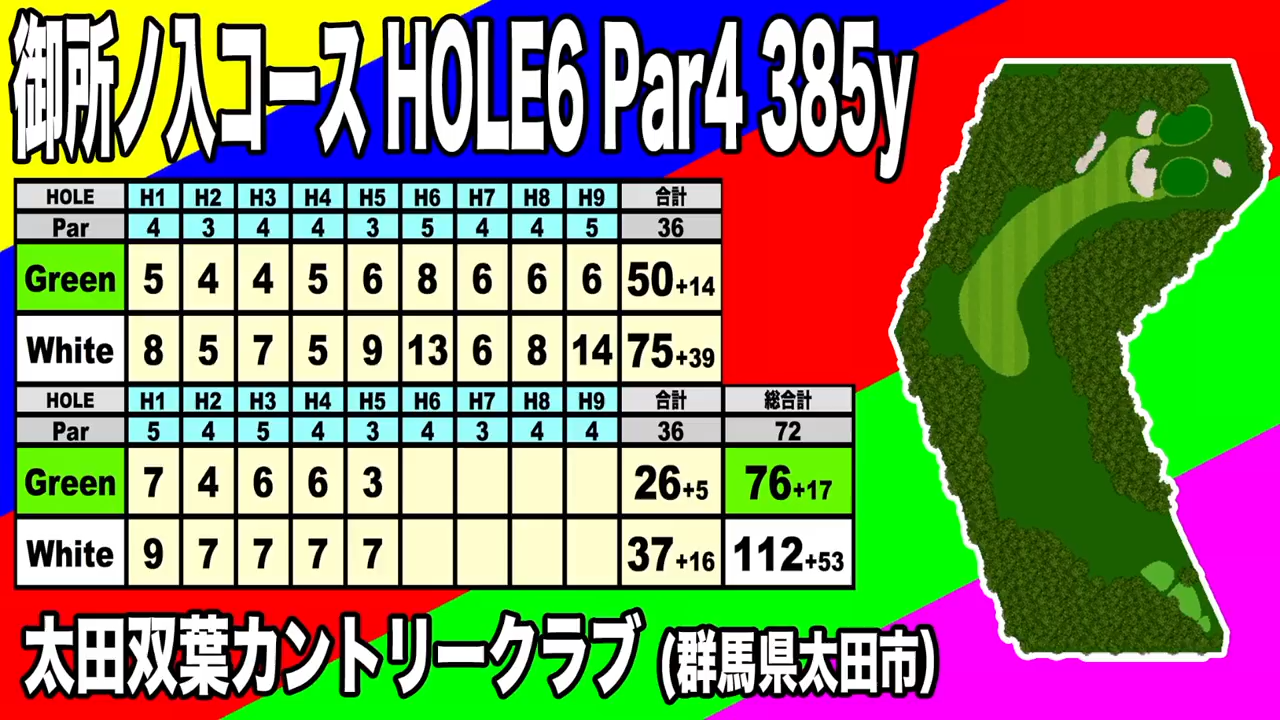 御所ノ入コース HOLE6 Par4 385y
HOLE H1 H2 H3 H4 H5 H6 H7 H8 H9 合計
Par 4 3 4 4 3 5 4 4 5 36
Green 5 4 4 5 6 8 6 6 6 50+14
White 8 5 7 5 9 13 6 8 14 75+39
HOLE H1 H2 H3 H4 H5 H6 H7 H8 H9 合計 総合計
Par 5 4 5 4 3 4 3 4 4 36 72
Green 7 4 6 6 3 26+5 76+17
White 9 7 7 7 7 37+16 112+53
太田双葉カントリークラブ (群馬県太田市)